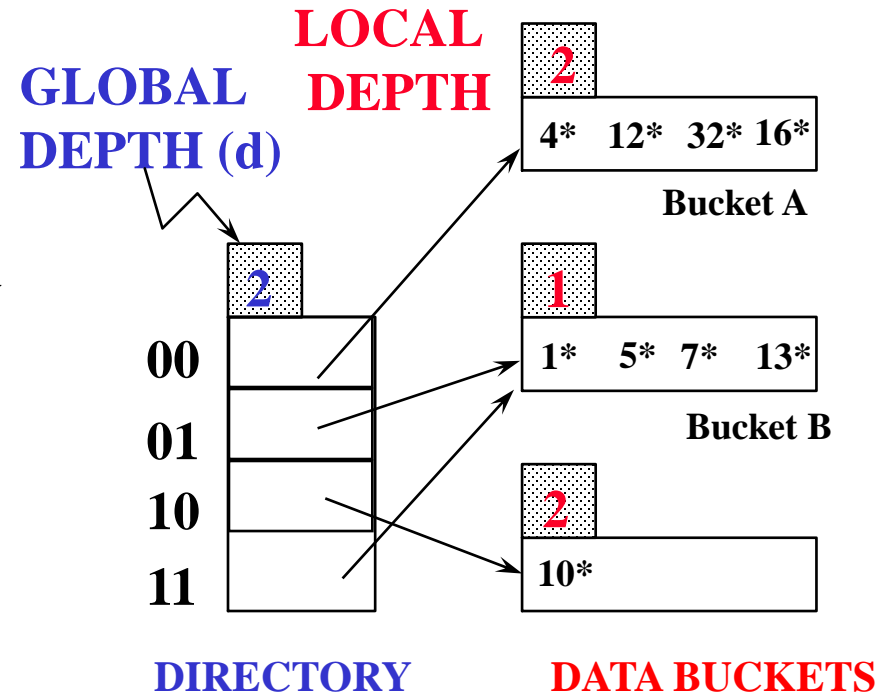 LOCAL
DEPTH
GLOBAL
DEPTH (d)
2
4* 12* 32* 16*
Bucket A
2
1
00
1* 5* 7* 13*
01
Bucket B
10
2
11
10*
DIRECTORY
DATA BUCKETS